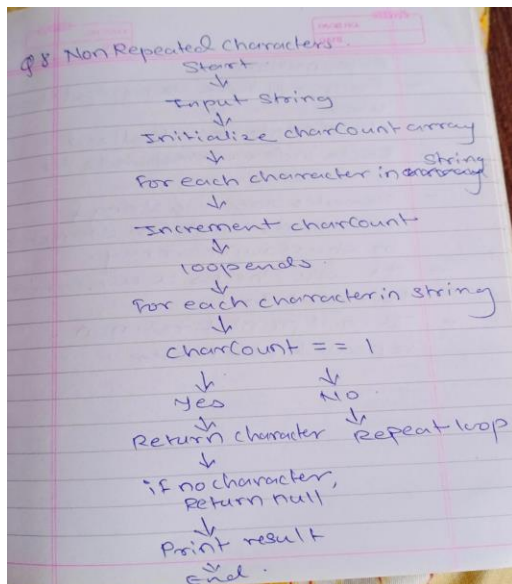 Q8. Non Repeated Characters.
Start
↓
Input String
↓
Initialize charCount array
↓
For each character in String
↓
Increment charCount
↓
loop ends
↓
For each character in string
↓
charCount == 1
↓ ↓
Yes No
↓ ↓
Return character Repeat loop
↓
if no character,
return null
↓
Print result
↓
End.